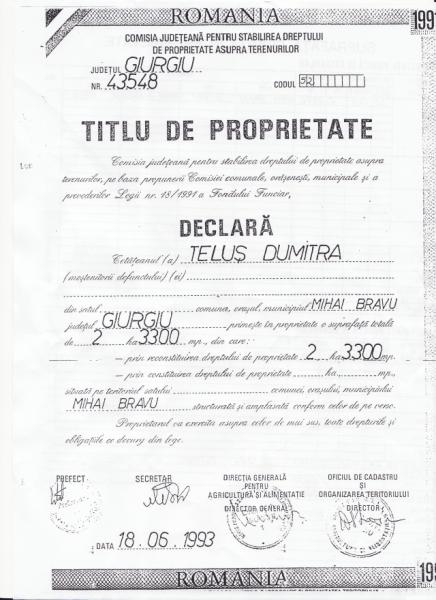 ROMANIA 1991
COMISIA JUDEȚEANĂ PENTRU STABILIREA DREPTULUI
DE PROPRIETATE ASUPRA TERENURILOR
JUDEȚUL GIURGIU
NR. 43548 CODUL 52
TITLU DE PROPRIETATE
Comisia județeană pentru stabilirea dreptului de proprietate asupra
terenurilor, pe baza propunerii Comisiei comunale, orășenești, municipale și a
prevederilor Legii nr. 18/1991 a Fondului Funciar,
DECLARĂ
Cetățeanul (a) TELUȘ DUMITRA
(moștenitorii defunctului) (ei)
din satul comuna, orașul, municipiul MIHAI BRAVU
județul GIURGIU primește în proprietate o suprafață totală
de 2 ha 3300 mp., din care:
— prin reconstituirea dreptului de proprietate 2 ha 3300 mp.
— prin constituirea dreptului de proprietate ha, mp.,
situată pe teritoriul satului comunei, orașului, municipiului
MIHAI BRAVU structurată și amplasată conform celor de pe verso.
Proprietarul va exercita asupra celor de mai sus, toate drepturile și
obligațiile ce decurg din lege.
PREFECT SECRETAR DIRECȚIA GENERALĂ PENTRU AGRICULTURĂ ȘI ALIMENTAȚIE OFICIUL DE CADASTRU ȘI ORGANIZAREA TERITORIULUI
DIRECTOR GENERAL DIRECTOR
DATA 18.06.1993
ROMÂNIA